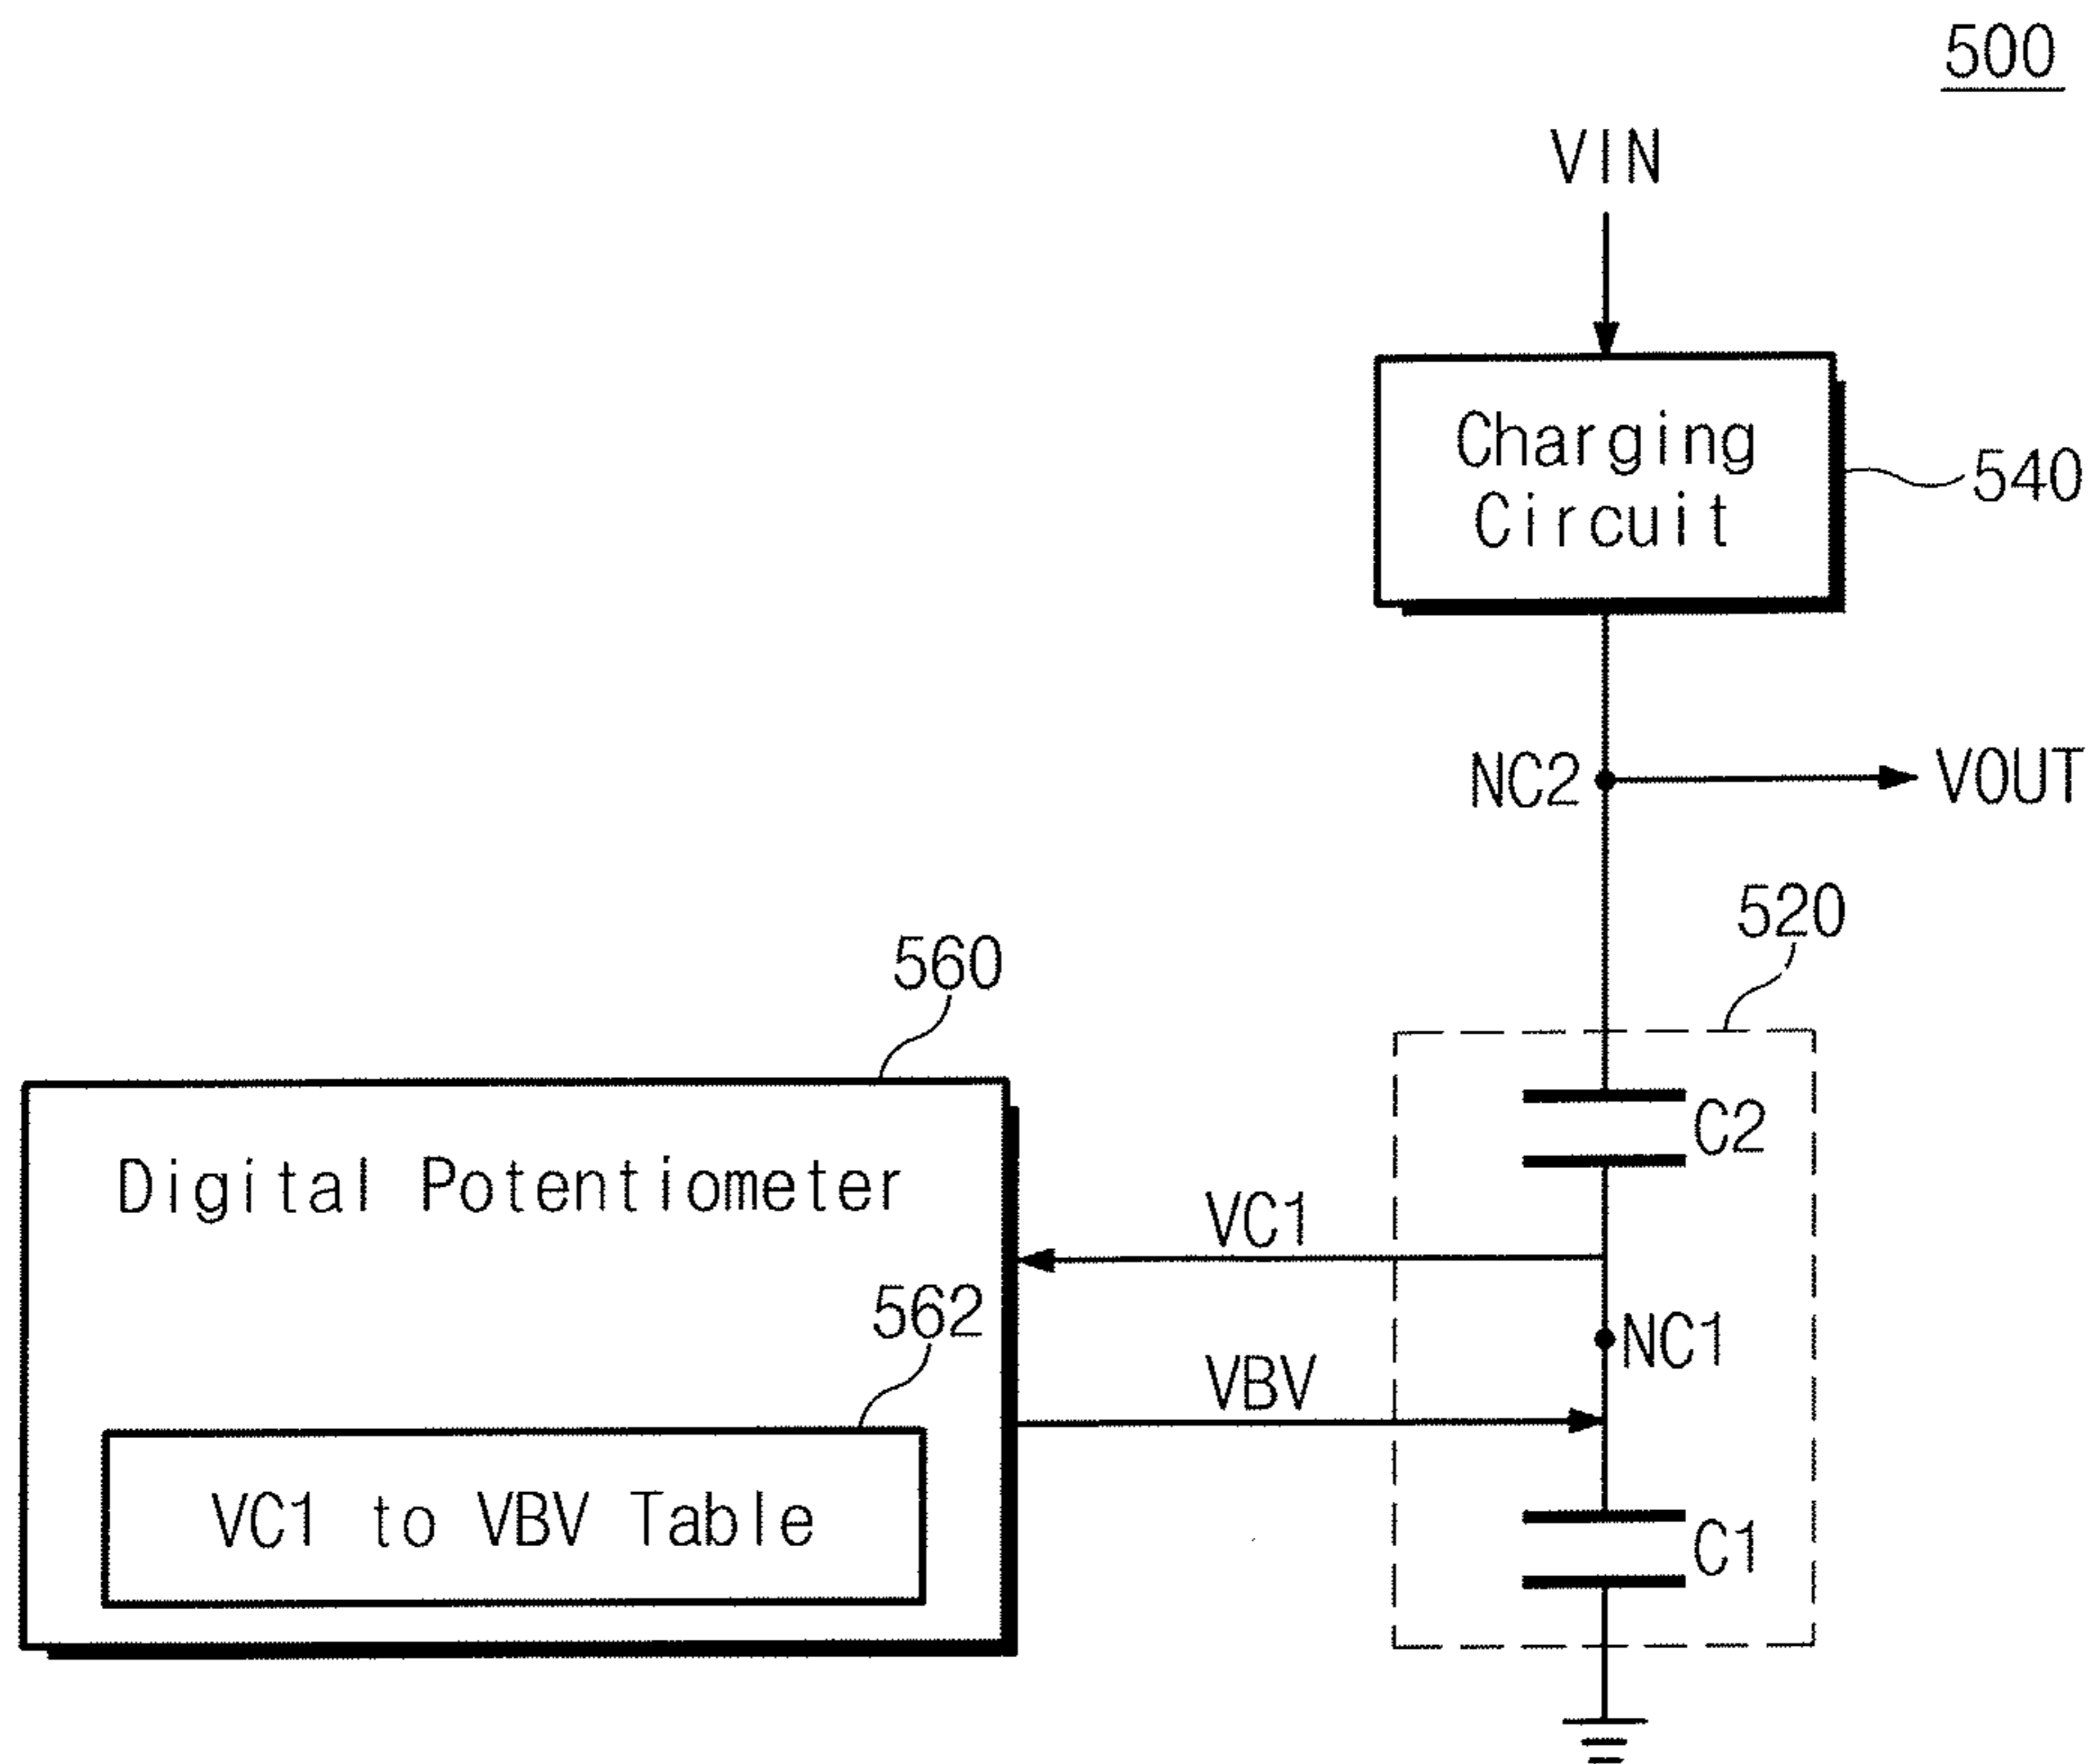 500
VIN
Charging
Circuit
540
NC2
VOUT
520
560
C2
Digital Potentiometer
VC1
562
NC1
VBV
VC1 to VBV Table
C1